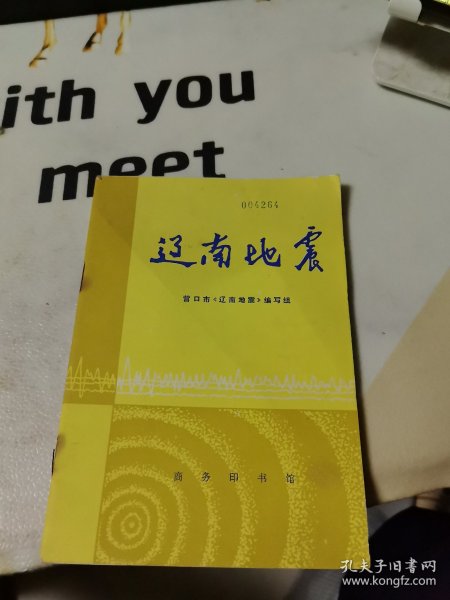 ith you
meet
004264
辽南地震
营口市《辽南地震》编写组
商务印书馆
孔夫子旧书网
www.kongfz.com